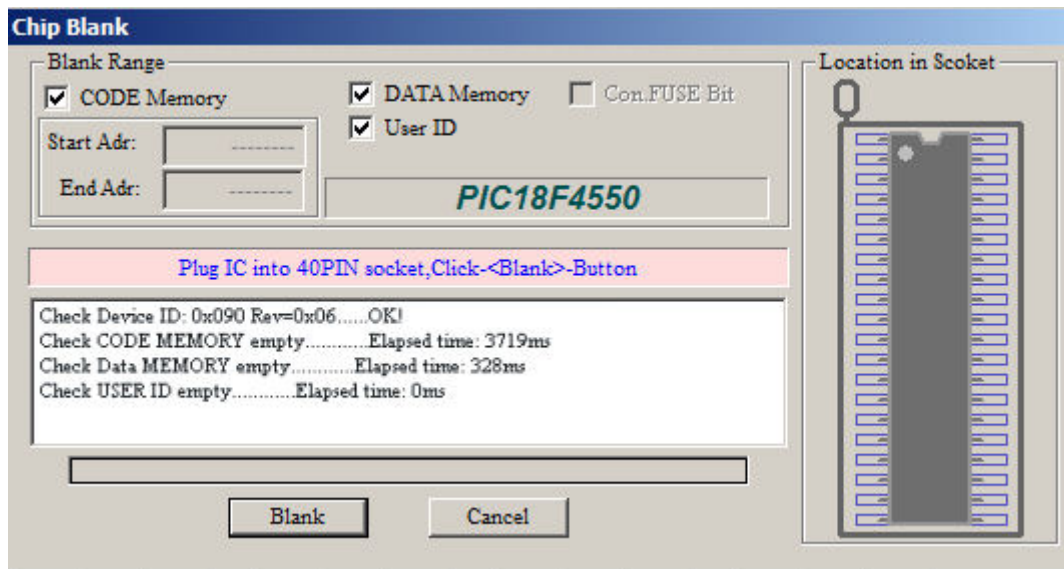 Chip Blank
Blank Range
CODE Memory
DATA Memory
Con.FUSE Bit
User ID
Start Adr:
--------
End Adr:
--------
PIC18F4550
Location in Scoket
Plug IC into 40PIN socket,Click-<Blank>-Button
Check Device ID: 0x090 Rev=0x06......OK!
Check CODE MEMORY empty............Elapsed time: 3719ms
Check Data MEMORY empty............Elapsed time: 328ms
Check USER ID empty............Elapsed time: 0ms
Blank
Cancel